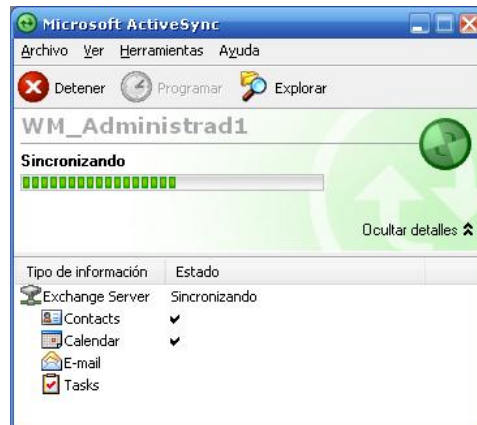 Microsoft ActiveSync
Archivo Ver Herramientas Ayuda
Detener Programar Explorar
WM_Administrad1
Sincronizando
Ocultar detalles
Tipo de información Estado
Exchange Server Sincronizando
Contacts
Calendar
E-mail
Tasks